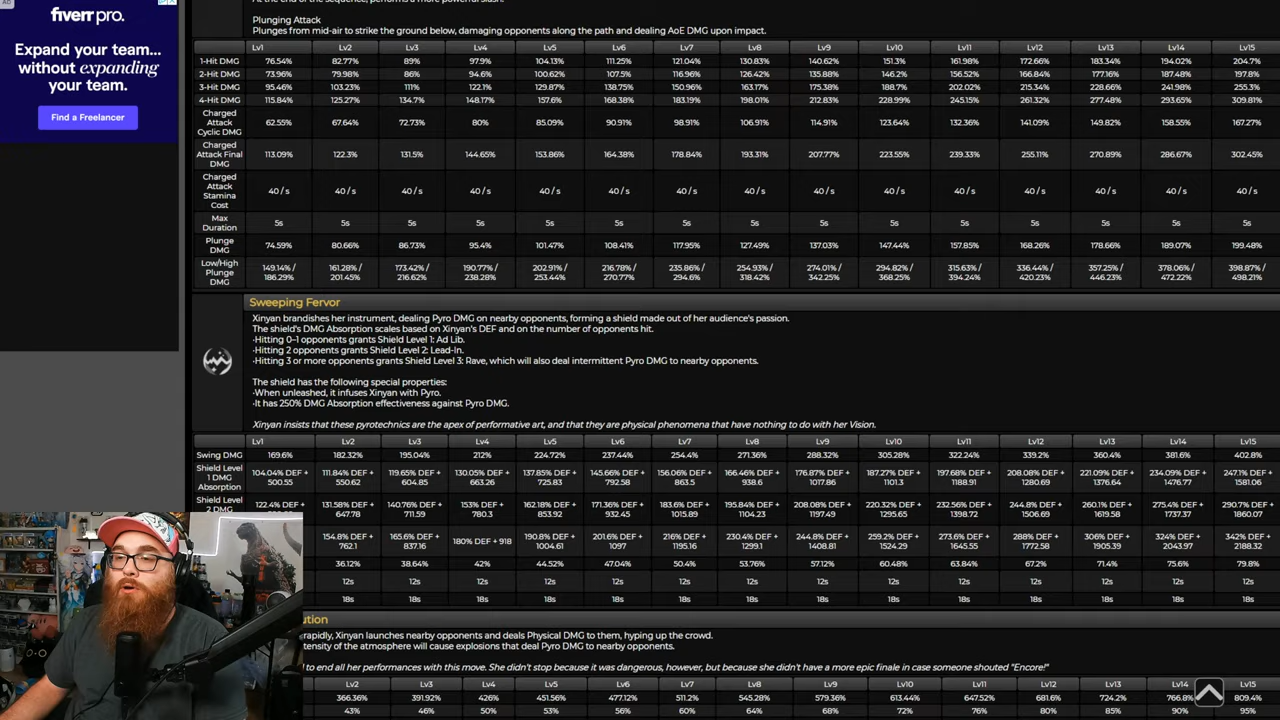 AD
fiverr pro.
Expand your team...
without expanding
your team.
Find a Freelancer
At the end of the sequence, performs a more powerful slash.
Plunging Attack
Plunges from mid-air to strike the ground below, damaging opponents along the path and dealing AoE DMG upon impact.
Lv1 Lv2 Lv3 Lv4 Lv5 Lv6 Lv7 Lv8 Lv9 Lv10 Lv11 Lv12 Lv13 Lv14 Lv15
1-Hit DMG 76.54% 82.77% 89% 97.9% 104.13% 111.25% 121.04% 130.83% 140.62% 151.3% 161.98% 172.66% 183.34% 194.02% 204.7%
2-Hit DMG 73.96% 79.98% 86% 94.6% 100.62% 107.5% 116.96% 126.42% 135.88% 146.2% 156.52% 166.84% 177.16% 187.48% 197.8%
3-Hit DMG 95.46% 103.23% 111% 122.1% 129.87% 138.75% 150.96% 163.17% 175.38% 188.7% 202.02% 215.34% 228.66% 241.98% 255.3%
4-Hit DMG 115.84% 125.27% 134.7% 148.17% 157.6% 168.38% 183.19% 198.01% 212.83% 228.99% 245.15% 261.32% 277.48% 293.65% 309.81%
Charged
Attack
Cyclic DMG
62.55% 67.64% 72.73% 80% 85.09% 90.91% 98.91% 106.91% 114.91% 123.64% 132.36% 141.09% 149.82% 158.55% 167.27%
Charged
Attack Final
DMG
113.09% 122.3% 131.5% 144.65% 153.86% 164.38% 178.84% 193.31% 207.77% 223.55% 239.33% 255.11% 270.89% 286.67% 302.45%
Charged
Attack
Stamina
Cost
40 / s 40 / s 40 / s 40 / s 40 / s 40 / s 40 / s 40 / s 40 / s 40 / s 40 / s 40 / s 40 / s 40 / s 40 / s
Max
Duration
5s 5s 5s 5s 5s 5s 5s 5s 5s 5s 5s 5s 5s 5s 5s
Plunge
DMG
74.59% 80.66% 86.73% 95.4% 101.47% 108.41% 117.95% 127.49% 137.03% 147.44% 157.85% 168.26% 178.66% 189.07% 199.48%
Low/High
Plunge
DMG
149.14% / 161.28% / 173.42% / 190.77% / 202.91% / 216.78% / 235.86% / 254.93% / 274.01% / 294.82% / 315.63% / 336.44% / 357.25% / 378.06% / 398.87% /
186.29% 201.45% 216.62% 238.28% 253.44% 270.77% 294.6% 318.42% 342.25% 368.25% 394.24% 420.23% 446.23% 472.22% 498.21%
Sweeping Fervor
Xinyan brandishes her instrument, dealing Pyro DMG on nearby opponents, forming a shield made out of her audience's passion.
The shield's DMG Absorption scales based on Xinyan's DEF and on the number of opponents hit.
·Hitting 0–1 opponents grants Shield Level 1: Ad Lib.
·Hitting 2 opponents grants Shield Level 2: Lead-In.
·Hitting 3 or more opponents grants Shield Level 3: Rave, which will also deal intermittent Pyro DMG to nearby opponents.
The shield has the following special properties:
·When unleashed, it infuses Xinyan with Pyro.
·It has 250% DMG Absorption effectiveness against Pyro DMG.
Xinyan insists that these pyrotechnics are the apex of performative art, and that they are physical phenomena that have nothing to do with her Vision.
Lv1 Lv2 Lv3 Lv4 Lv5 Lv6 Lv7 Lv8 Lv9 Lv10 Lv11 Lv12 Lv13 Lv14 Lv15
Swing DMG 169.6% 182.32% 195.04% 212% 224.72% 237.44% 254.4% 271.36% 288.32% 305.28% 322.24% 339.2% 360.4% 381.6% 402.8%
Shield Level
1 DMG
Absorption
104.04% DEF + 111.84% DEF + 119.65% DEF + 130.05% DEF + 137.85% DEF + 145.66% DEF + 156.06% DEF + 166.46% DEF + 176.87% DEF + 187.27% DEF + 197.68% DEF + 208.08% DEF + 221.09% DEF + 234.09% DEF + 247.1% DEF +
500.55 550.62 604.85 663.26 725.83 792.58 863.5 938.6 1017.86 1101.3 1188.91 1280.69 1376.64 1476.77 1581.06
Shield Level
2 DMG
122.4% DEF + 131.58% DEF + 140.76% DEF + 153% DEF + 162.18% DEF + 171.36% DEF + 183.6% DEF + 195.84% DEF + 208.08% DEF + 220.32% DEF + 232.56% DEF + 244.8% DEF + 260.1% DEF + 275.4% DEF + 290.7% DEF +
647.78 711.59 780.3 853.92 932.45 1015.89 1104.23 1197.49 1295.65 1398.72 1506.69 1619.58 1737.37 1860.07
154.8% DEF + 165.6% DEF + 180% DEF + 918 190.8% DEF + 201.6% DEF + 216% DEF + 230.4% DEF + 244.8% DEF + 259.2% DEF + 273.6% DEF + 288% DEF + 306% DEF + 324% DEF + 342% DEF +
762.1 837.16 1004.61 1097 1195.16 1299.1 1408.81 1524.29 1645.55 1772.58 1905.39 2043.97 2188.32
36.12% 38.64% 42% 44.52% 47.04% 50.4% 53.76% 57.12% 60.48% 63.84% 67.2% 71.4% 75.6% 79.8%
12s 12s 12s 12s 12s 12s 12s 12s 12s 12s 12s 12s 12s 12s
18s 18s 18s 18s 18s 18s 18s 18s 18s 18s 18s 18s 18s 18s
ution
rapidly, Xinyan launches nearby opponents and deals Physical DMG to them, hyping up the crowd.
tensity of the atmosphere will cause explosions that deal Pyro DMG to nearby opponents.
to end all her performances with this move. She didn't stop because it was dangerous, however, but because she didn't have a more epic finale in case someone shouted "Encore!"
Lv2 Lv3 Lv4 Lv5 Lv6 Lv7 Lv8 Lv9 Lv10 Lv11 Lv12 Lv13 Lv14 Lv15
366.36% 391.92% 426% 451.56% 477.12% 511.2% 545.28% 579.36% 613.44% 647.52% 681.6% 724.2% 766.8% 809.4%
43% 46% 50% 53% 56% 60% 64% 68% 72% 76% 80% 85% 90% 95%